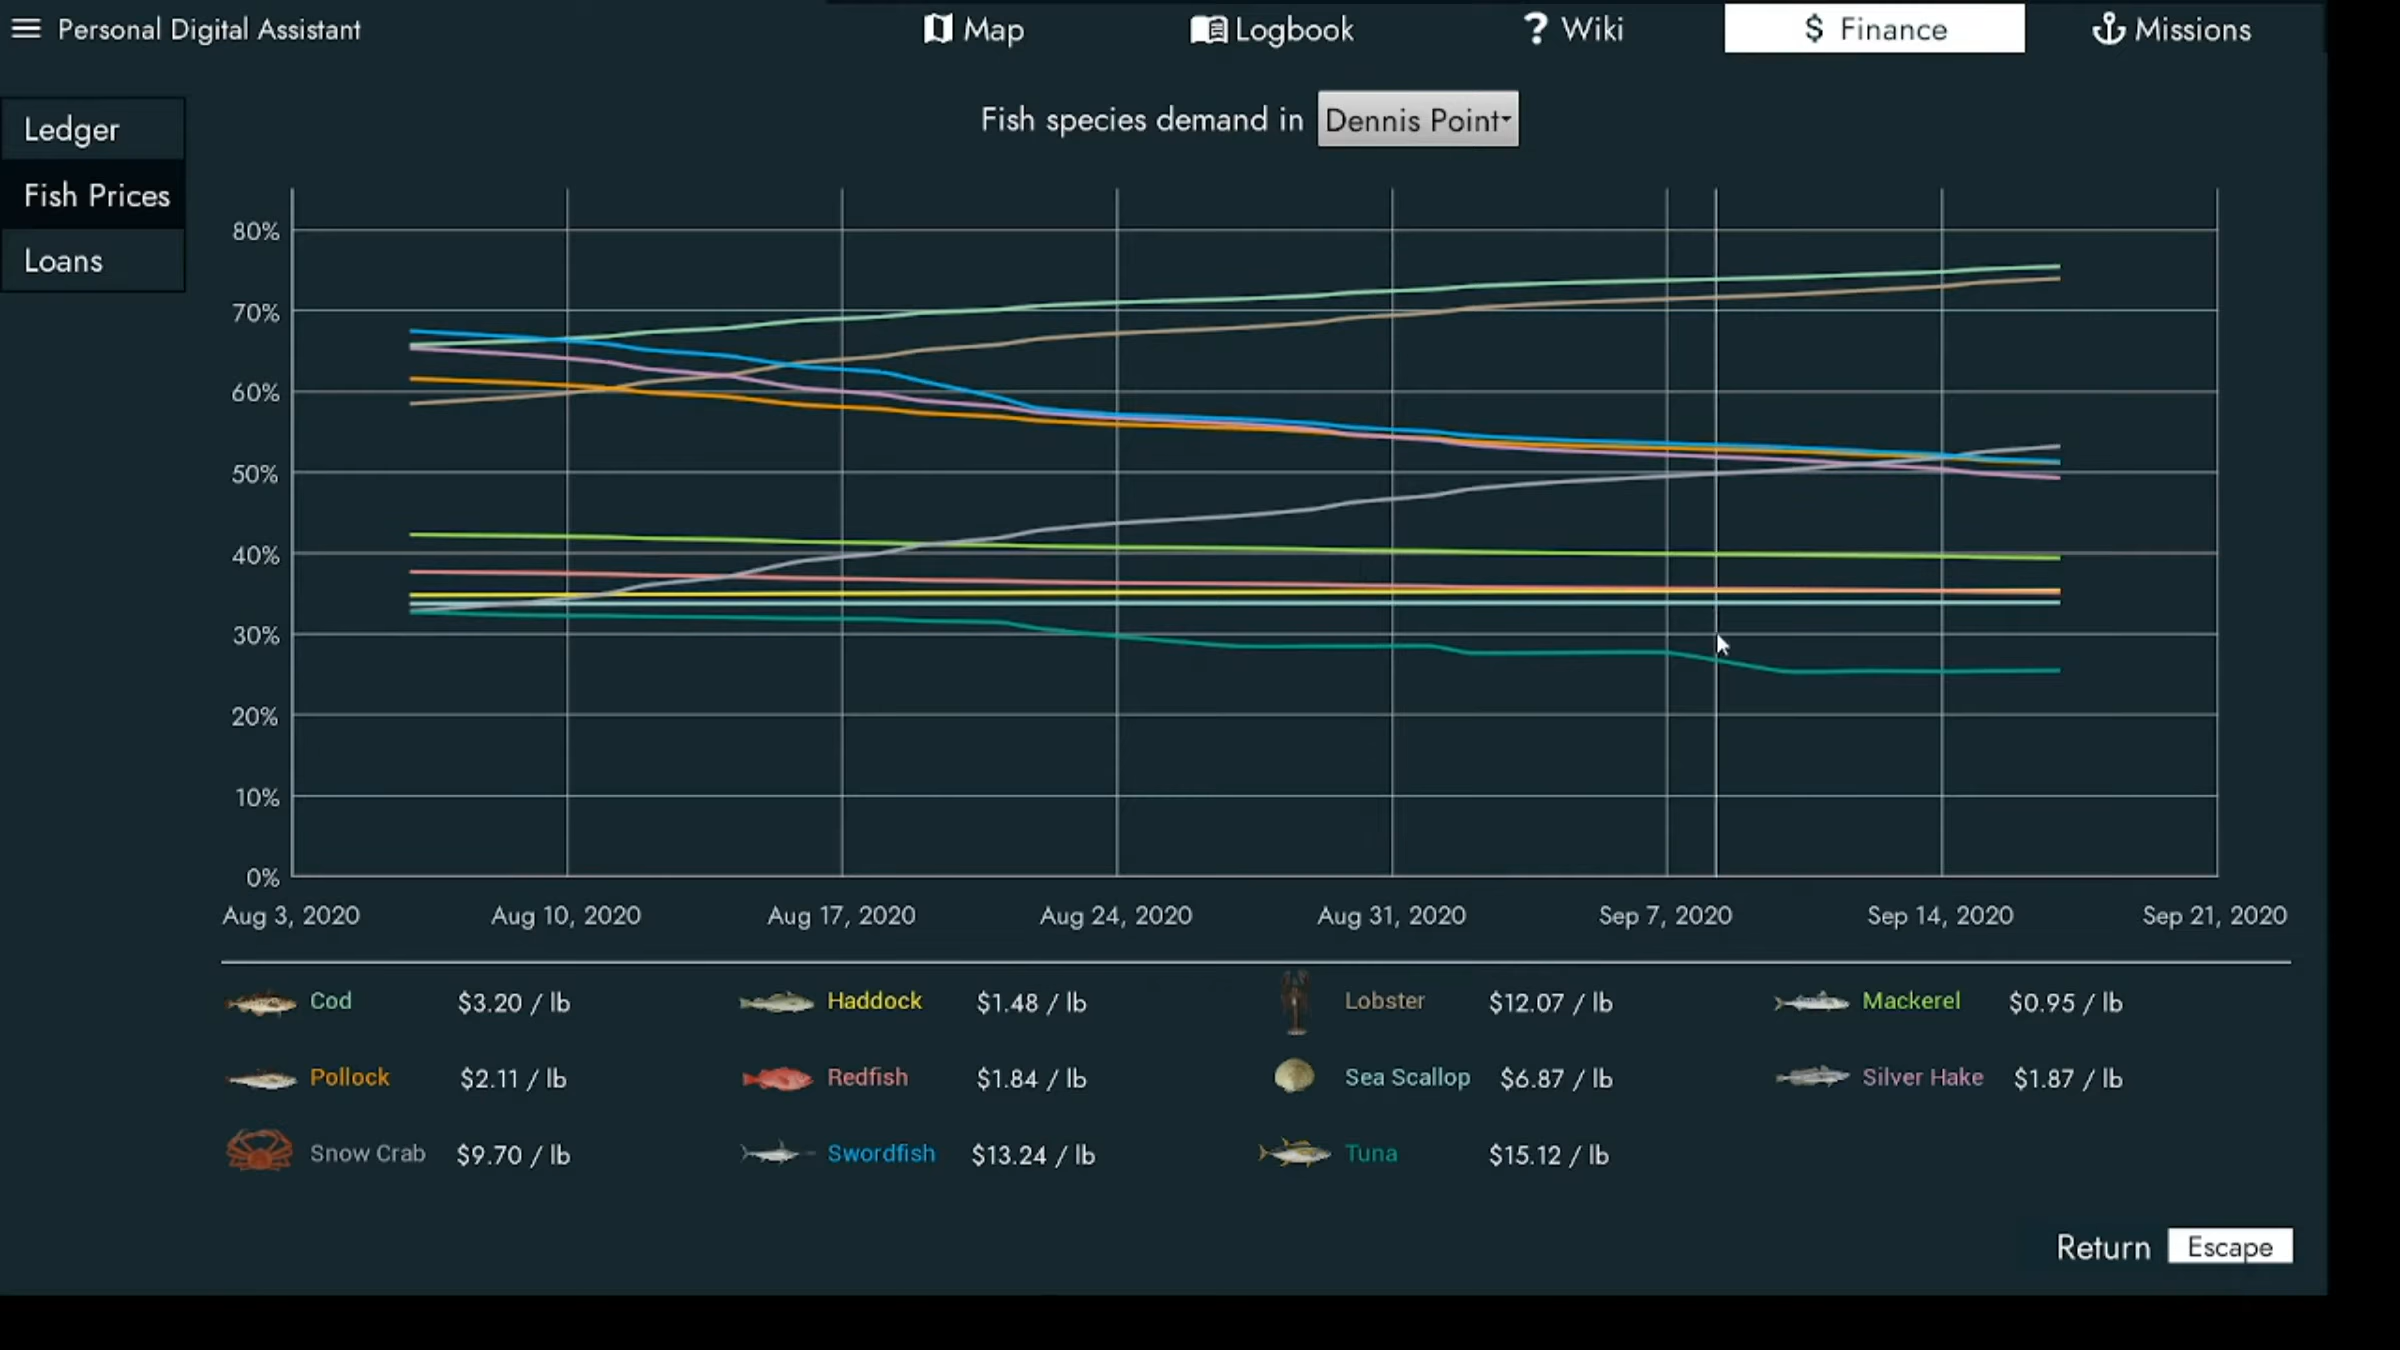 Personal Digital Assistant
Map
Logbook
? Wiki
$ Finance
Missions
Ledger
Fish Prices
Loans
Fish species demand in Dennis Point
80%
70%
60%
50%
40%
30%
20%
10%
0%
Aug 3, 2020 Aug 10, 2020 Aug 17, 2020 Aug 24, 2020 Aug 31, 2020 Sep 7, 2020 Sep 14, 2020 Sep 21, 2020
Cod $3.20 / lb Haddock $1.48 / lb Lobster $12.07 / lb Mackerel $0.95 / lb
Pollock $2.11 / lb Redfish $1.84 / lb Sea Scallop $6.87 / lb Silver Hake $1.87 / lb
Snow Crab $9.70 / lb Swordfish $13.24 / lb Tuna $15.12 / lb
Return Escape